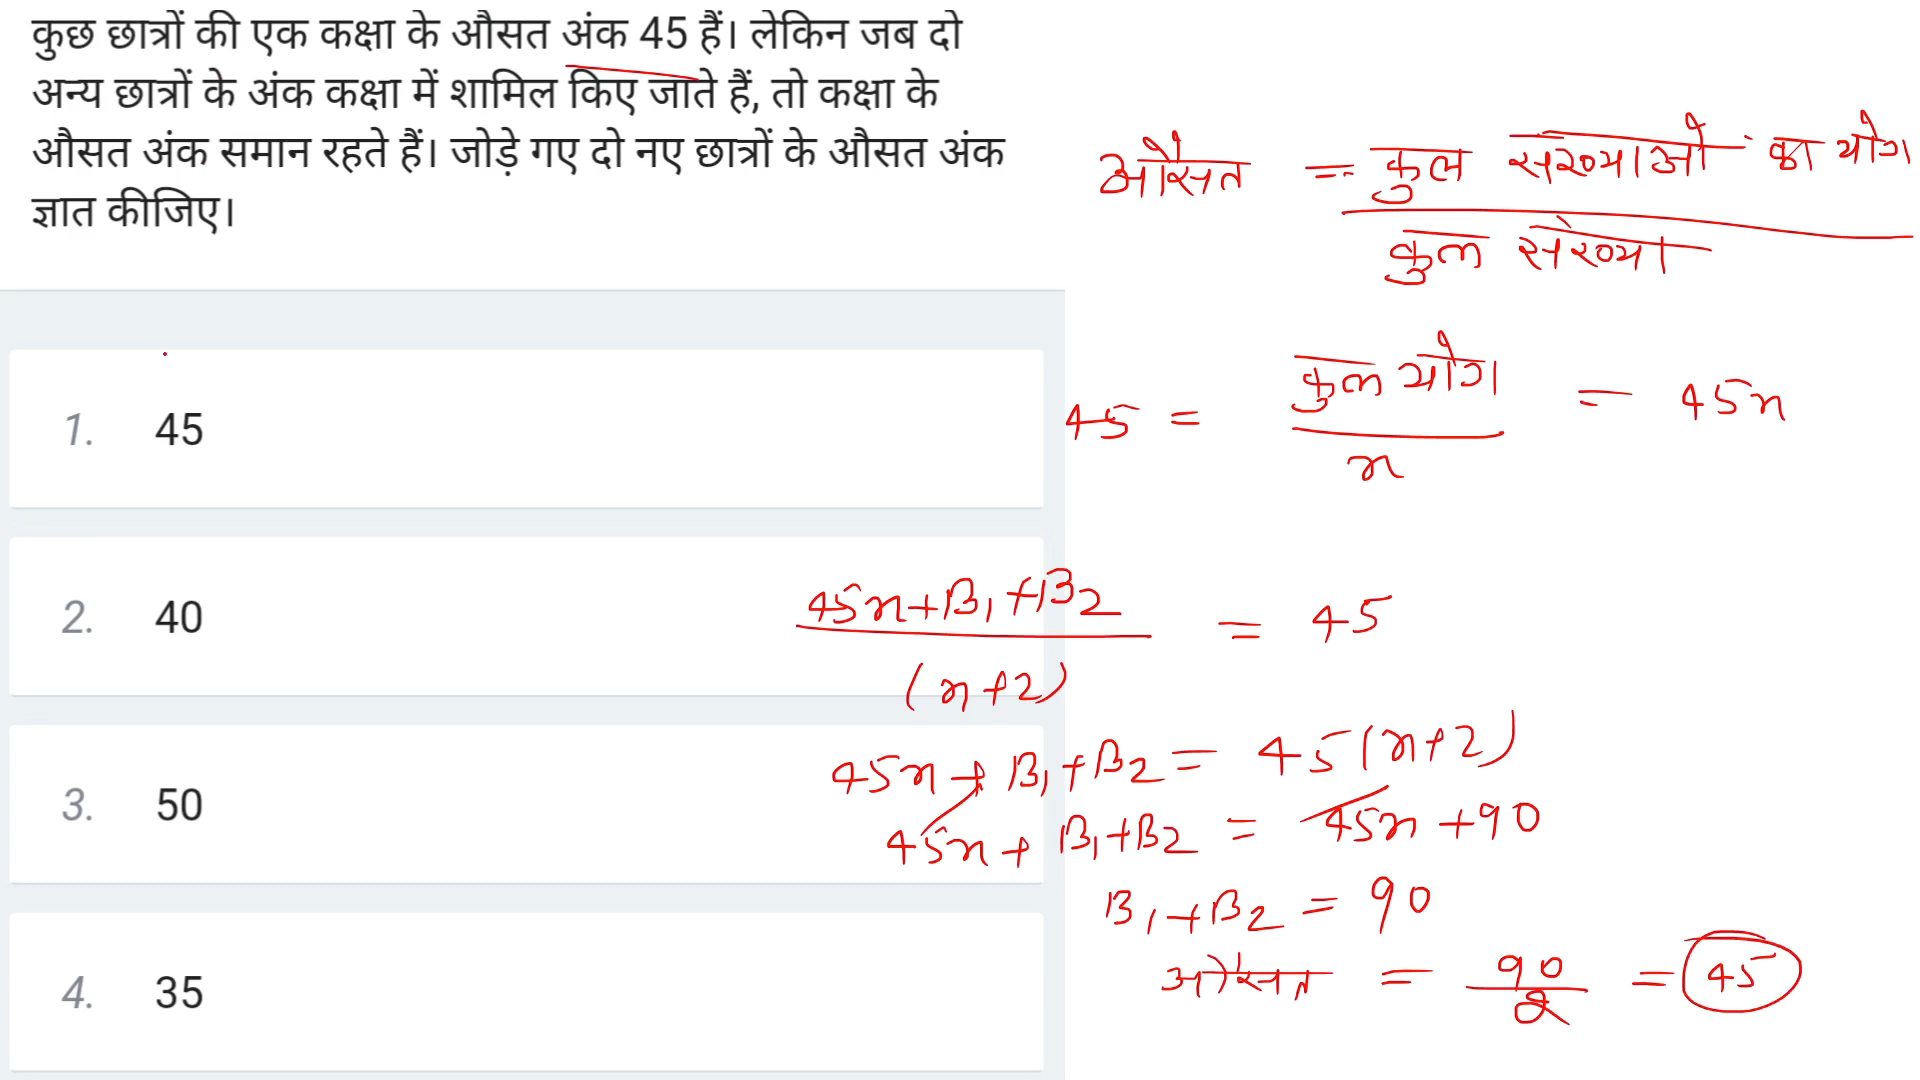 कुछ छात्रों की एक कक्षा के औसत अंक 45 हैं। लेकिन जब दो
अन्य छात्रों के अंक कक्षा में शामिल किए जाते हैं, तो कक्षा के
औसत अंक समान रहते हैं। जोड़े गए दो नए छात्रों के औसत अंक
ज्ञात कीजिए।
1. 45
2. 40
3. 50
4. 35
औसत = कुल संख्याओं का योग
कुल संख्या
45 = कुल योग = 45n
n
45n+B1+B2 = 45
(n+2)
45n + B1+B2 = 45(n+2)
45n + B1+B2 = 45n +90
B1+B2 = 90
औसत = 90 = 45
2